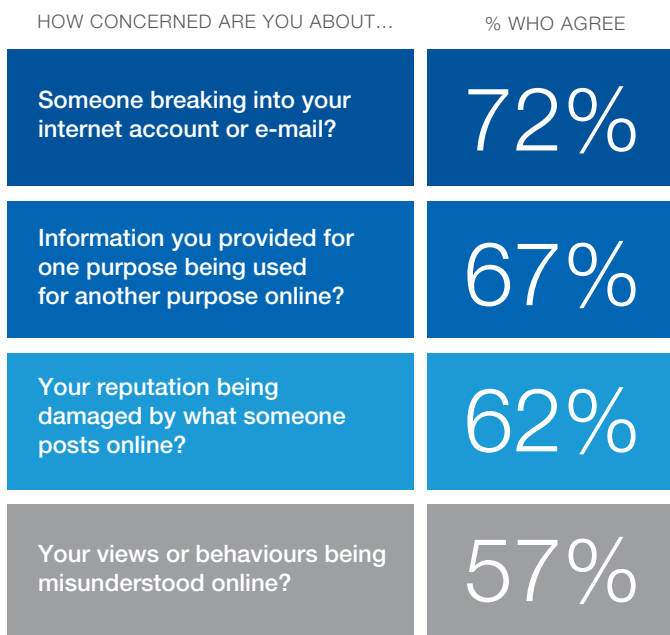 HOW CONCERNED ARE YOU ABOUT... % WHO AGREE
Someone breaking into your
internet account or e-mail?
72%
Information you provided for
one purpose being used
for another purpose online?
67%
Your reputation being
damaged by what someone
posts online?
62%
Your views or behaviours being
misunderstood online?
57%